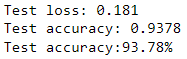 Test loss: 0.181
Test accuracy: 0.9378
Test accuracy:93.78%